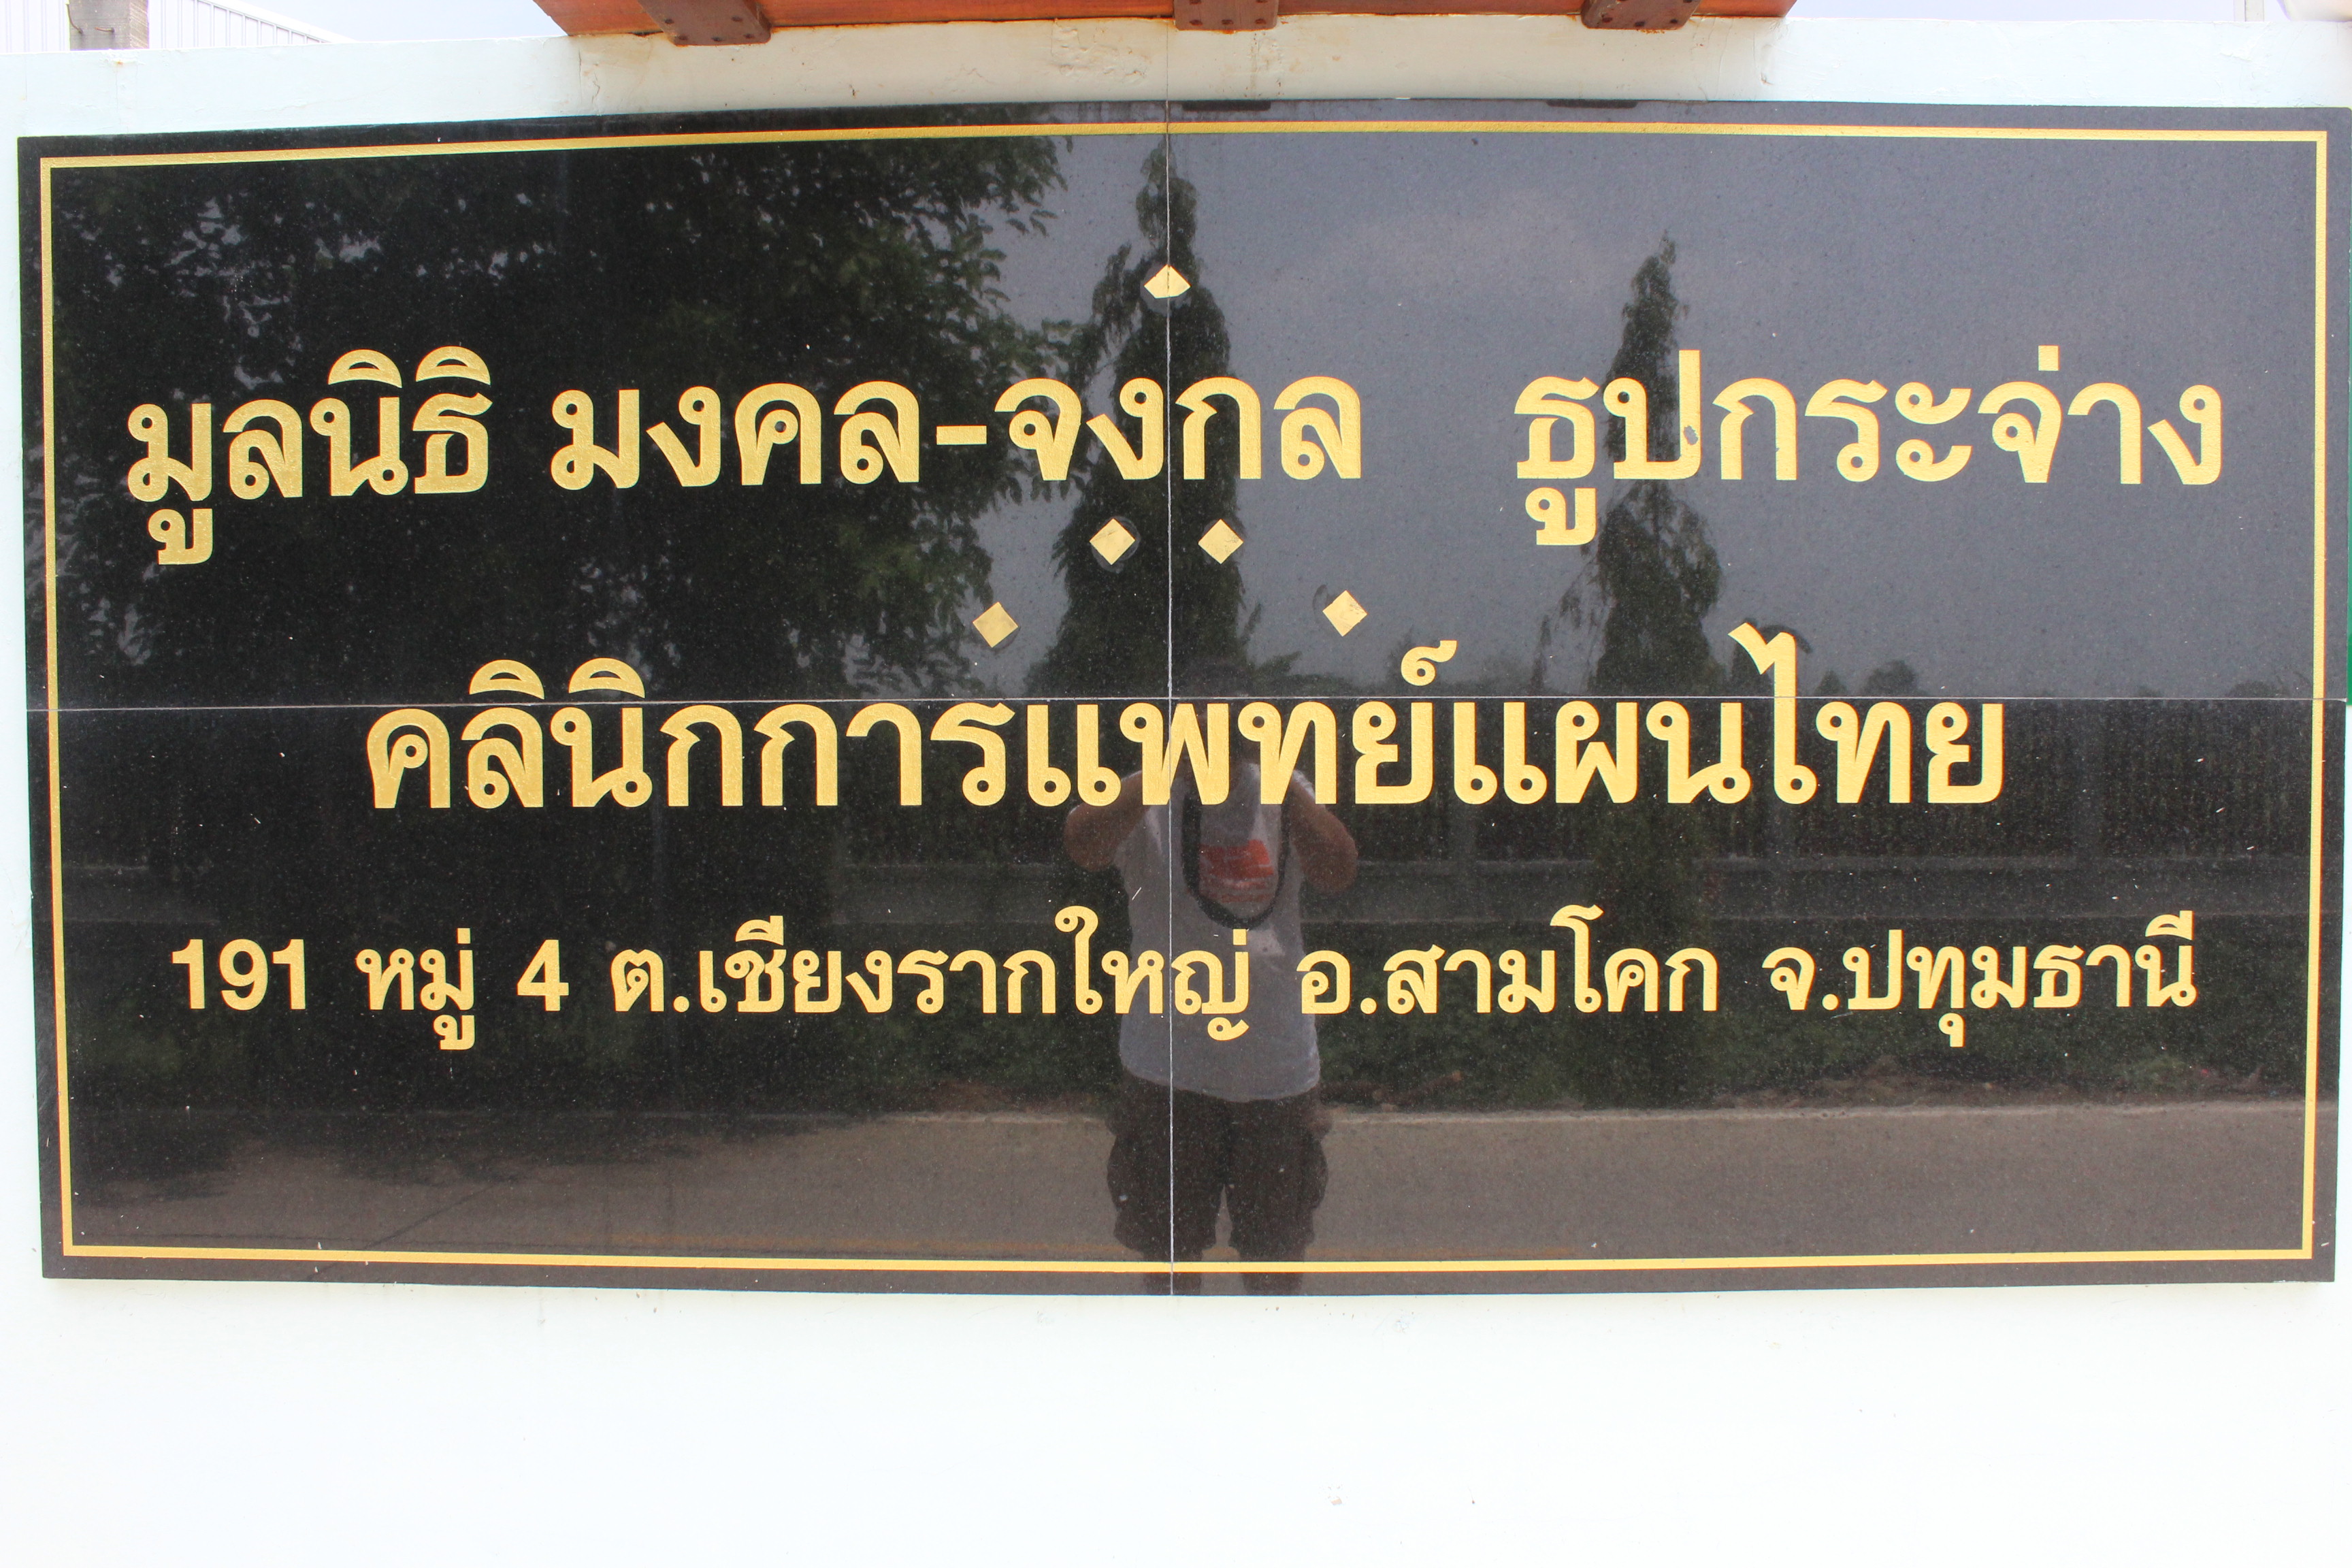 มูลนิธิ มงคล-จงกล ธูปกระจ่าง
คลินิกการแพทย์แผนไทย
191 หมู่ 4 ต.เชียงรากใหญ่ อ.สามโคก จ.ปทุมธานี